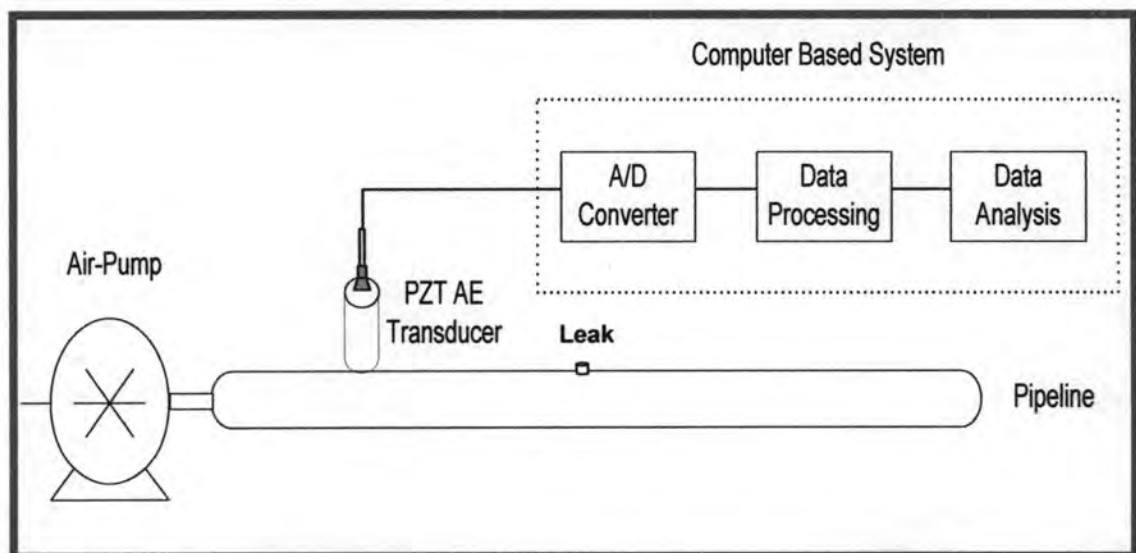 Computer Based System
A/D
Converter
Data
Processing
Data
Analysis
Air-Pump
PZT AE
Transducer
Leak
Pipeline